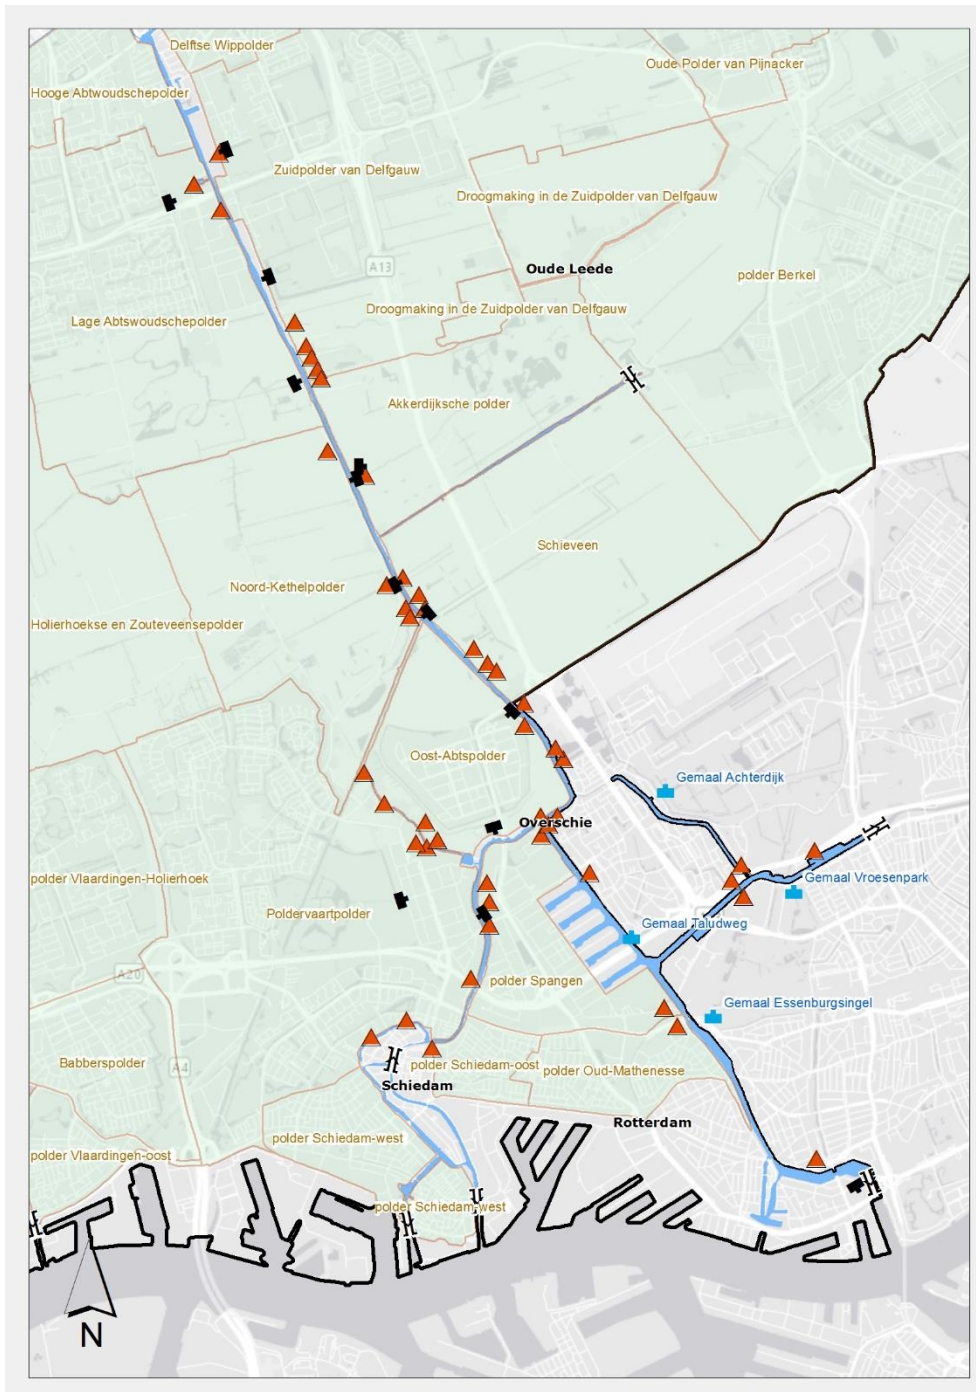 Delftse Wippolder
Oude Polder van Pijnacker
Hooge Abtwoudschepolder
Zuidpolder van Delfgauw
Droogmaking in de Zuidpolder van Delfgauw
A13
Oude Leede
polder Berkel
Droogmaking in de Zuidpolder van Delfgauw
Lage Abtswoudschepolder
Akkerdijksche polder
Schieveen
Noord-Kethelpolder
Holierhoekse en Zouteveensepolder
Oost-Abtspolder
Gemaal Achterdijk
Overschie
polder Vlaardingen-Holierhoek
Gemaal Vroesenpark
Poldervaartpolder
Gemaal Taludweg
A20
polder Spangen
Gemaal Essenburgsingel
Babberspolder
A4
polder Schiedam-oost
polder Oud-Mathenesse
Schiedam
Rotterdam
polder Schiedam-west
polder Vlaardingen-oost
polder Schiedam-west
N